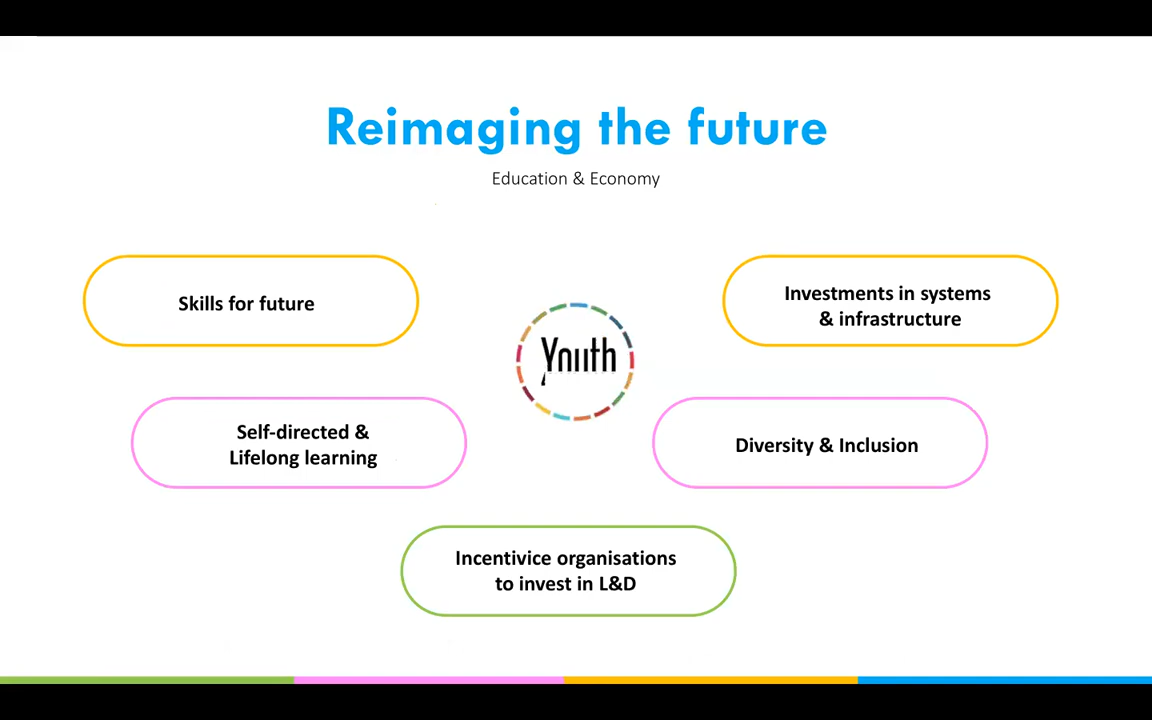 Reimaging the future
Education & Economy
Skills for future
Investments in systems
& infrastructure
Youth
Self-directed &
Lifelong learning
Diversity & Inclusion
Incentivice organisations
to invest in L&D